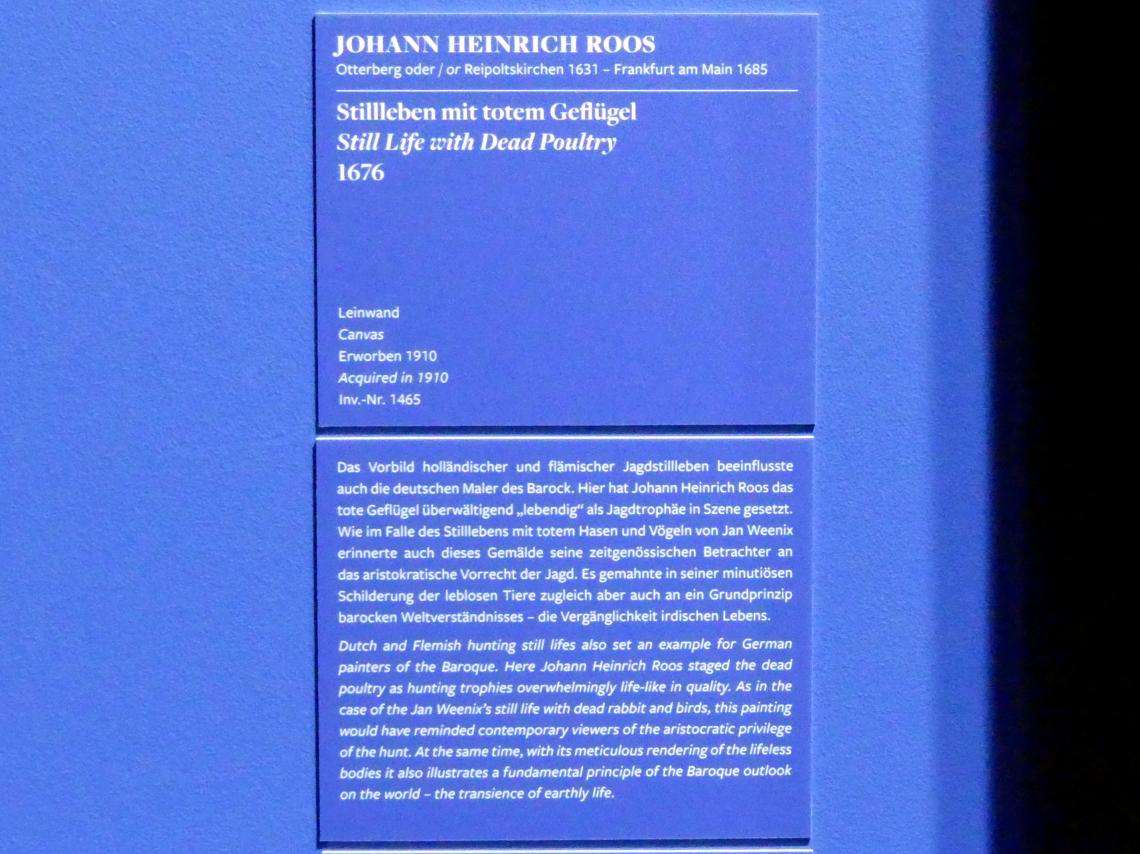 JOHANN HEINRICH ROOS
Otterberg oder / or Reipoltskirchen 1631 – Frankfurt am Main 1685
Stillleben mit totem Geflügel
Still Life with Dead Poultry
1676
Leinwand
Canvas
Erworben 1910
Acquired in 1910
Inv.-Nr. 1465
Das Vorbild holländischer und flämischer Jagdstillleben beeinflusste
auch die deutschen Maler des Barock. Hier hat Johann Heinrich Roos das
tote Geflügel überwältigend „lebendig“ als Jagdtrophäe in Szene gesetzt.
Wie im Falle des Stilllebens mit totem Hasen und Vögeln von Jan Weenix
erinnerte auch dieses Gemälde seine zeitgenössischen Betrachter an
das aristokratische Vorrecht der Jagd. Es gemahnte in seiner minutiösen
Schilderung der leblosen Tiere zugleich aber auch an ein Grundprinzip
barocken Weltverständnisses – die Vergänglichkeit irdischen Lebens.
Dutch and Flemish hunting still lifes also set an example for German
painters of the Baroque. Here Johann Heinrich Roos staged the dead
poultry as hunting trophies overwhelmingly life-like in quality. As in the
case of the Jan Weenix's still life with dead rabbit and birds, this painting
would have reminded contemporary viewers of the aristocratic privilege
of the hunt. At the same time, with its meticulous rendering of the lifeless
bodies it also illustrates a fundamental principle of the Baroque outlook
on the world – the transience of earthly life.